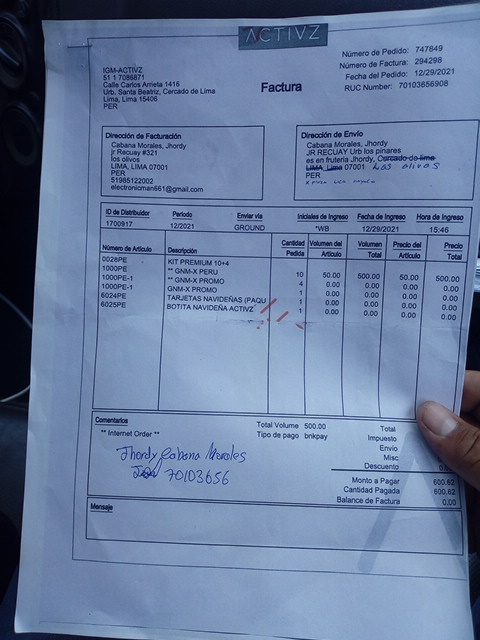 ACTIVZ
IGM-ACTIVZ
51 1 7086871
Calle Carlos Arrieta 1416
Urb. Santa Beatriz, Cercado de Lima
Lima, Lima 15406
PER
Factura
Número de Pedido: 747849
Número de Factura: 294298
Fecha del Pedido: 12/29/2021
RUC Number: 70103656908
Dirección de Facturación
Cabana Morales, Jhordy
jr Recuay #321
los olivos
LIMA, LIMA 07001
PER
51985122002
electronicman661@gmail.com
Dirección de Envío
Cabana Morales, Jhordy
JR RECUAY Urb los pinares
es en fruteria Jhordy, Cercado de lima
LIMA, Lima 07001 Los olivos
PER
ID de Distribuidor Periodo Enviar vía Iniciales de Ingreso Fecha de Ingreso Hora de Ingreso
1700917 12/2021 GROUND *WB 12/29/2021 15:46
Número de Artículo Descripción Cantidad Pedida Volumen del Artículo Volumen Total Precio del Artículo Precio Total
0028PE KIT PREMIUM 10+4
1000PE ** GNM-X PERU 10 50.00 500.00 50.00 500.00
1000PE-1 ** GNM-X PROMO 4 0.00 0.00 0.00 0.00
1000PE-1 GNM-X PROMO 1 0.00 0.00 0.00 0.00
6024PE TARJETAS NAVIDEÑAS (PAQU 1 0.00 0.00 0.00 0.00
6025PE BOTITA NAVIDEÑA ACTIVZ 1 0.00 0.00 0.00 0.00
Comentarios
** Internet Order **
Jhordy Cabana Morales
70103656
Total Volume 500.00
Tipo de pago bnkpay
Total
Impuesto
Envío
Misc
Descuento
Monto a Pagar 600.62
Cantidad Pagada 600.62
Balance de Factura 0.00
Mensaje